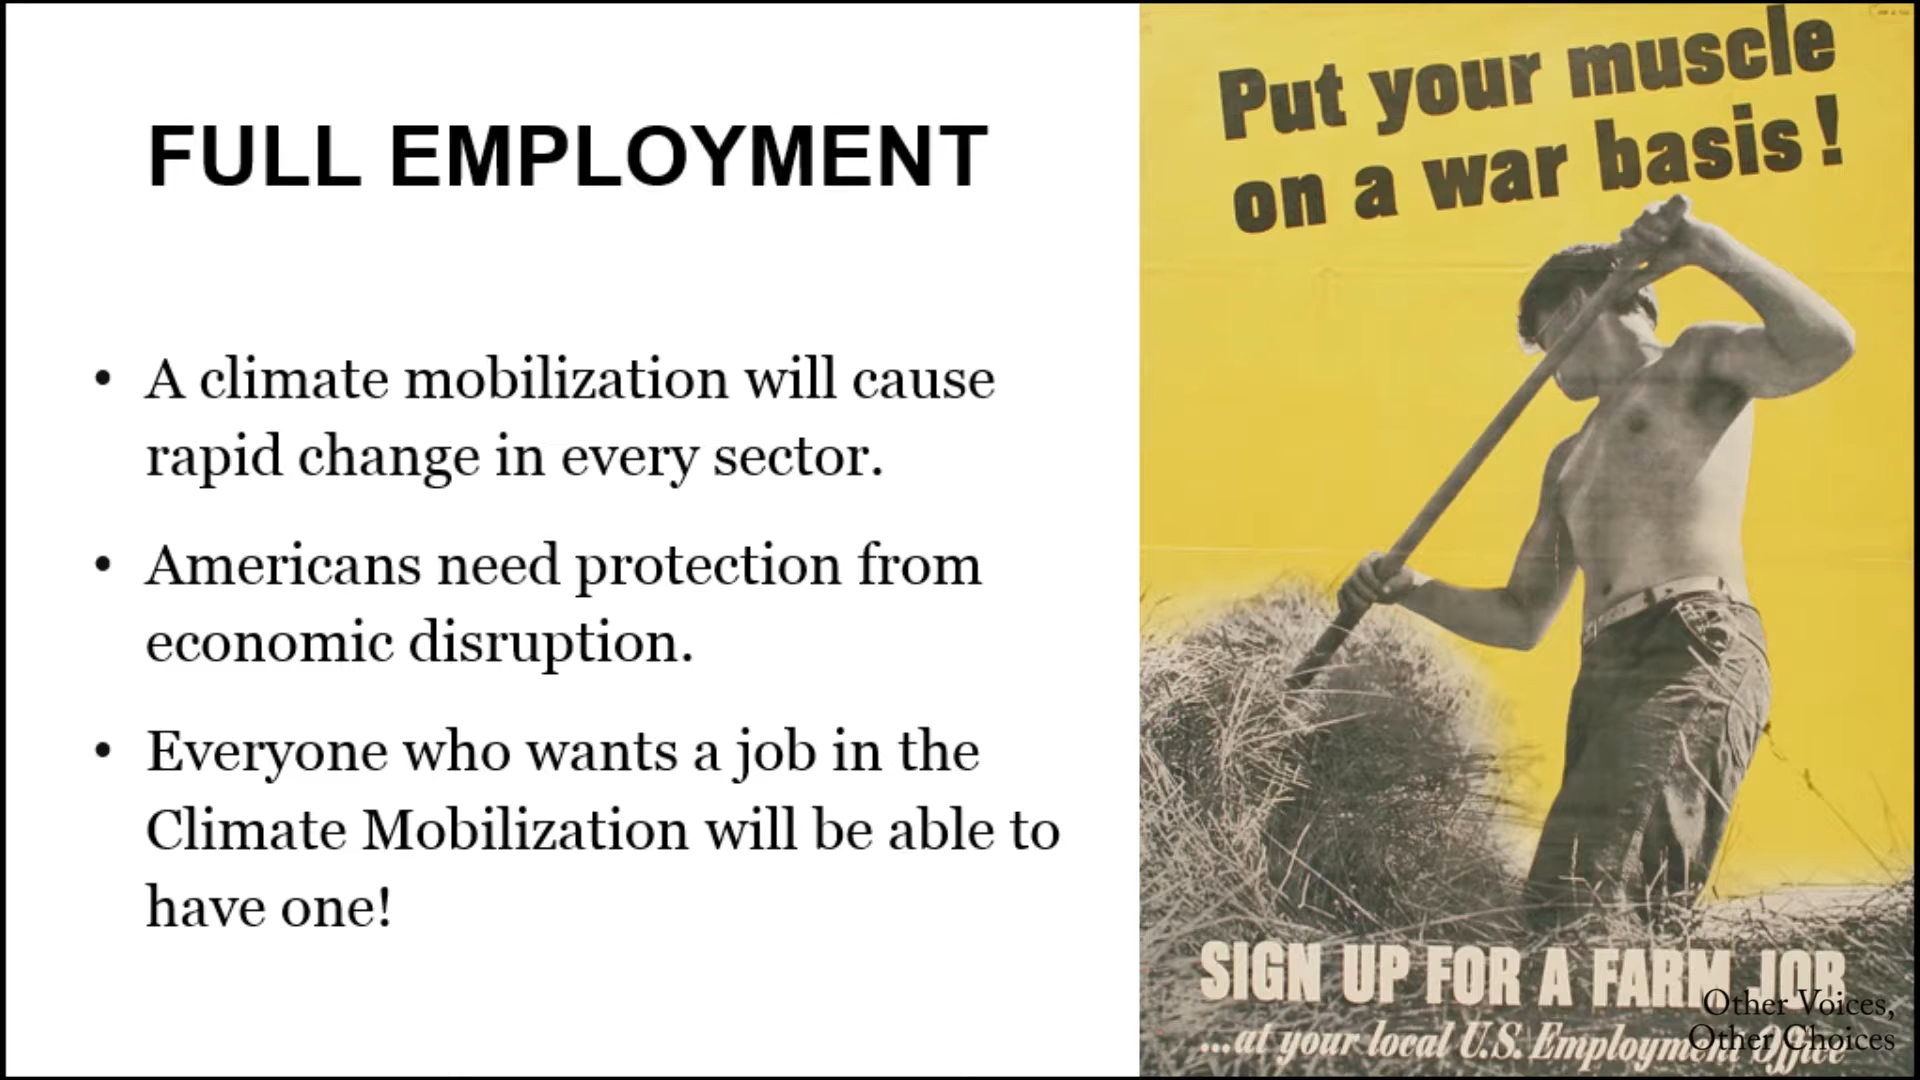 FULL EMPLOYMENT
• A climate mobilization will cause
rapid change in every sector.
• Americans need protection from
economic disruption.
• Everyone who wants a job in the
Climate Mobilization will be able to
have one!
Put your muscle
on a war basis!
SIGN UP FOR A FARM JOB
...at your local U.S. Employment Office
Other Voices,
Other Choices